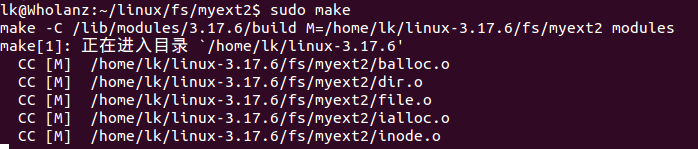 lk@Wholanz:~/linux/fs/myext2$ sudo make
make -C /lib/modules/3.17.6/build M=/home/lk/linux-3.17.6/fs/myext2 modules
make[1]: 正在进入目录 `/home/lk/linux-3.17.6'
  CC [M]  /home/lk/linux-3.17.6/fs/myext2/balloc.o
  CC [M]  /home/lk/linux-3.17.6/fs/myext2/dir.o
  CC [M]  /home/lk/linux-3.17.6/fs/myext2/file.o
  CC [M]  /home/lk/linux-3.17.6/fs/myext2/ialloc.o
  CC [M]  /home/lk/linux-3.17.6/fs/myext2/inode.o